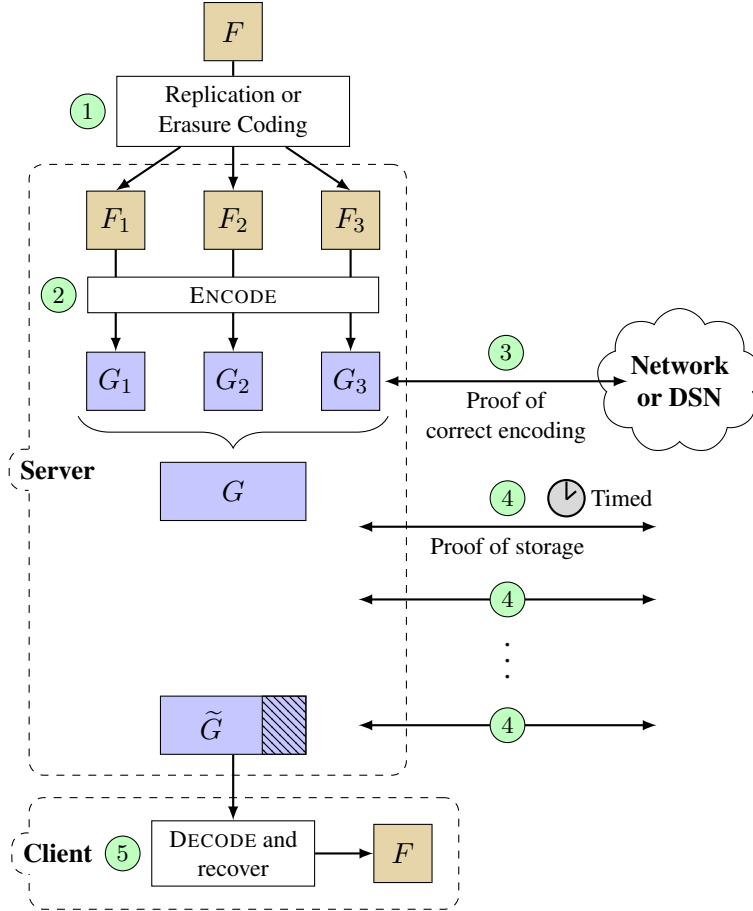 F
1
Replication or
Erasure Coding
F₁ F₂ F₃
2
ENCODE
G₁ G₂ G₃
3
Proof of
correct encoding
Network
or DSN
Server
G
4
Timed
Proof of storage
4
⋮
G̃
4
Client
5
DECODE and
recover
F